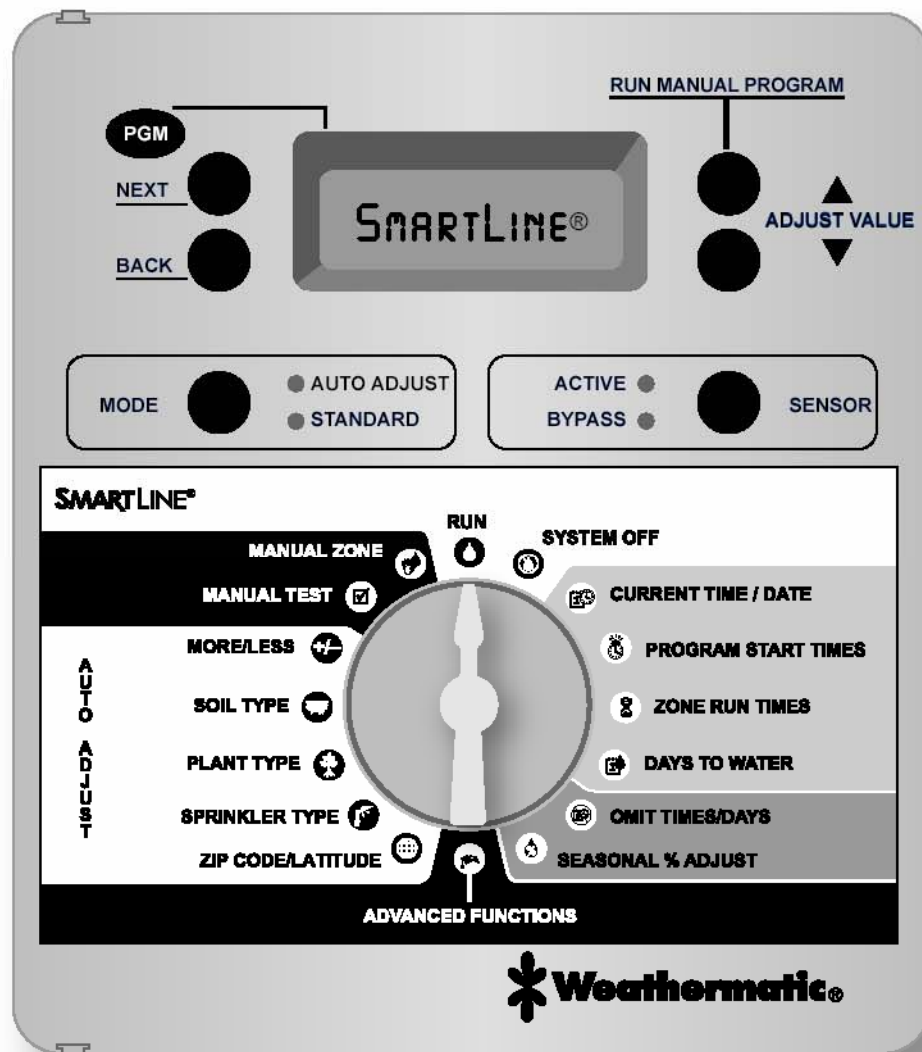 RUN MANUAL PROGRAM
PGM
NEXT
BACK
SMARTLINE®
ADJUST VALUE
MODE
AUTO ADJUST
STANDARD
ACTIVE
BYPASS
SENSOR
SMARTLINE®
RUN
SYSTEM OFF
CURRENT TIME / DATE
PROGRAM START TIMES
ZONE RUN TIMES
DAYS TO WATER
OMIT TIMES/DAYS
SEASONAL % ADJUST
ADVANCED FUNCTIONS
MANUAL ZONE
MANUAL TEST
AUTO ADJUST
MORE/LESS
+/-
SOIL TYPE
PLANT TYPE
SPRINKLER TYPE
ZIP CODE/LATITUDE
Weathermatic®